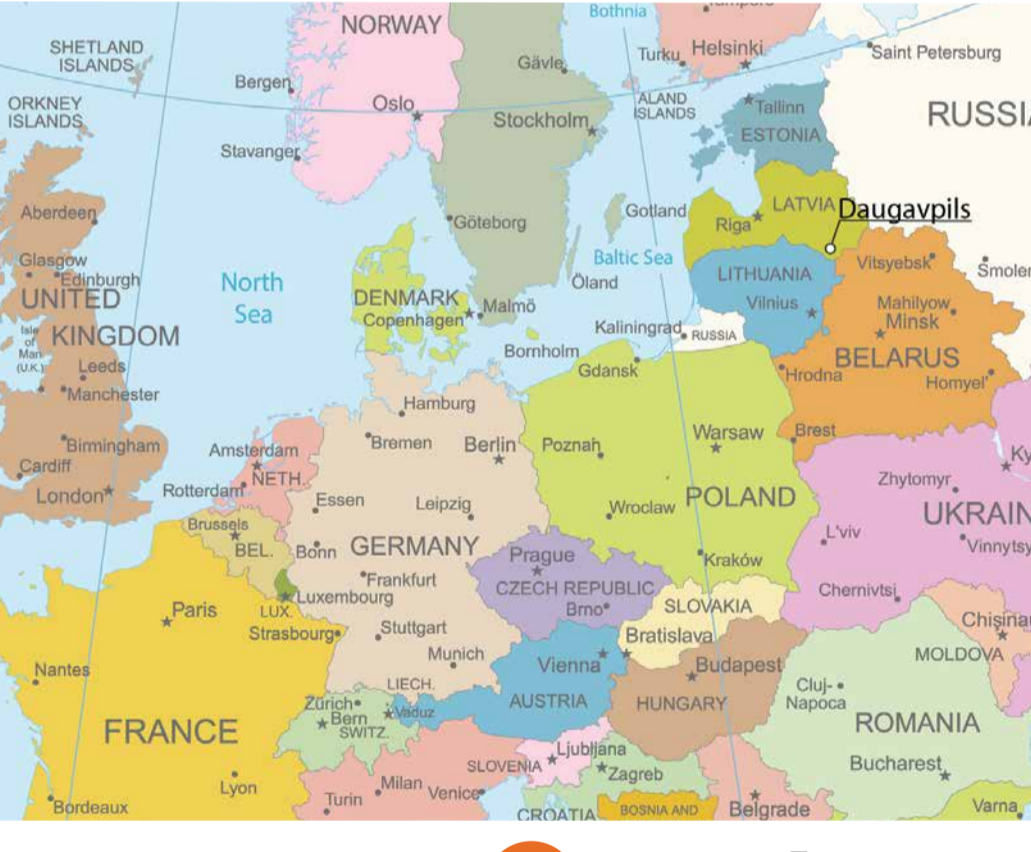 NORWAY
Bothnia
SHETLAND
ISLANDS
Gävle
Turku
Helsinki
Saint Petersburg
Bergen
ORKNEY
ISLANDS
Oslo
Stockholm
ALAND
ISLANDS
Tallinn
ESTONIA
Stavanger
Aberdeen
Göteborg
Gotland
Riga
LATVIA
Daugavpils
Glasgow
Edinburgh
UNITED
KINGDOM
North
Sea
DENMARK
Copenhagen
Malmö
Öland
Baltic Sea
LITHUANIA
Vilnius
Vitsyebsk
Isle
of
Man
(U.K.)
Leeds
Manchester
Bornholm
Kaliningrad
RUSSIA
Mahilyow
Minsk
BELARUS
Gdansk
Hrodna
Homyel'
Hamburg
Bremen
Berlin
Poznah
Warsaw
Brest
Birmingham
Cardiff
London
Amsterdam
NETH.
Rotterdam
Essen
Leipzig
Wroclaw
POLAND
Zhytomyr
Brussels
BEL.
Bonn
GERMANY
Prague
CZECH REPUBLIC
Brno
Kraków
L'viv
Frankfurt
LUX.
Luxembourg
SLOVAKIA
Chernivtsi
Paris
Strasbourg
Stuttgart
Munich
Bratislava
Vienna
MOLDOVA
Nantes
LIECH.
Zürich
Bern
SWITZ.
Vaduz
AUSTRIA
Budapest
HUNGARY
Cluj-
Napoca
FRANCE
ROMANIA
SLOVENIA
Ljubljana
Zagreb
Bucharest
Lyon
Turin
Milan
Venice
CROATIA
BOSNIA AND
Belgrade
Varna
Bordeaux